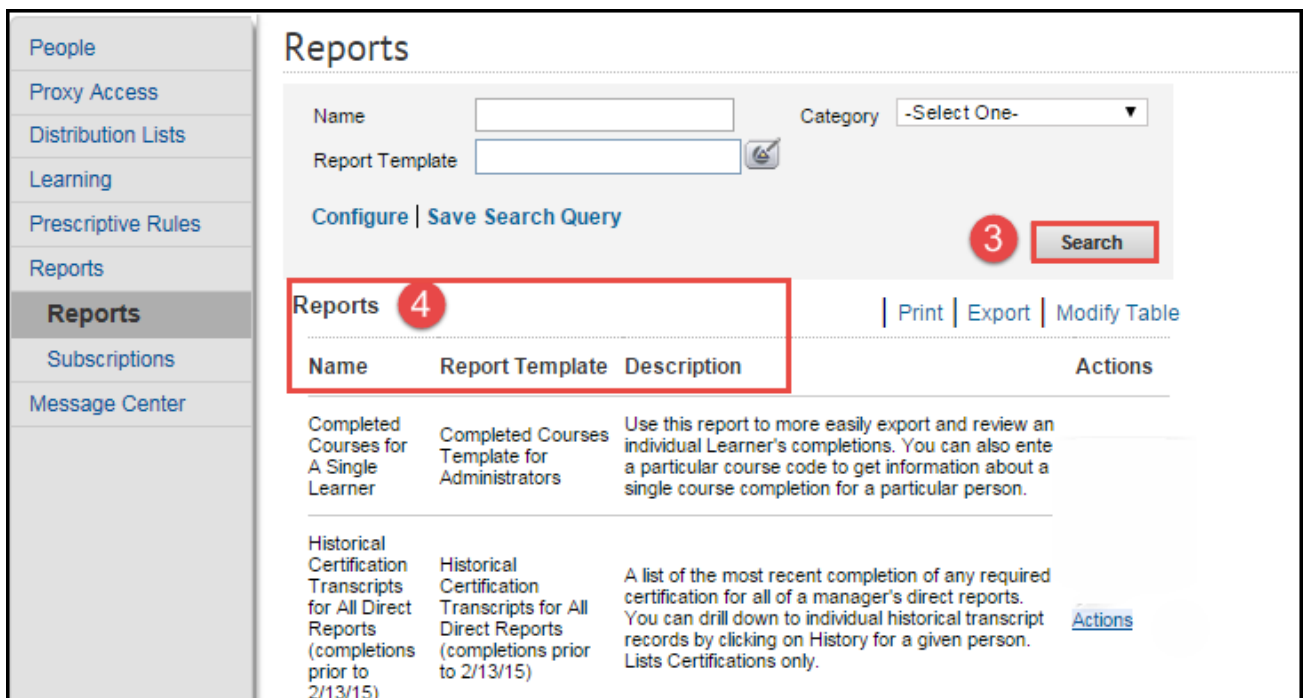 People
Proxy Access
Distribution Lists
Learning
Prescriptive Rules
Reports
Reports
Subscriptions
Message Center
Reports
Name
Category
-Select One-
Report Template
Configure | Save Search Query
3
Search
Reports
4
| Print | Export | Modify Table
Name Report Template Description Actions
Completed
Courses for
A Single
Learner
Completed Courses
Template for
Administrators
Use this report to more easily export and review an
individual Learner's completions. You can also ente
a particular course code to get information about a
single course completion for a particular person.
Historical
Certification
Transcripts
for All Direct
Reports
(completions
prior to
2/13/15)
Historical
Certification
Transcripts for All
Direct Reports
(completions prior
to 2/13/15)
A list of the most recent completion of any required
certification for all of a manager's direct reports.
You can drill down to individual historical transcript
records by clicking on History for a given person.
Lists Certifications only.
Actions